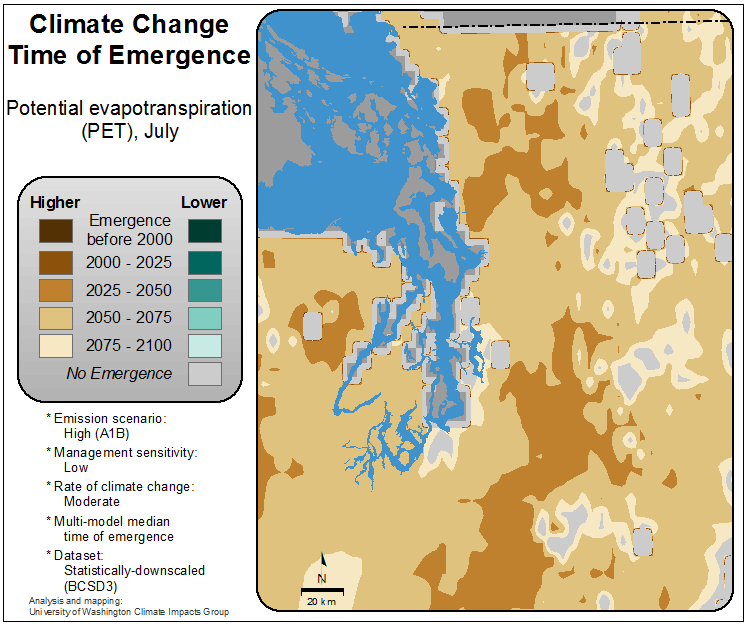 Climate Change
Time of Emergence
Potential evapotranspiration
(PET), July
Higher
Lower
Emergence
before 2000
2000 - 2025
2025 - 2050
2050 - 2075
2075 - 2100
No Emergence
* Emission scenario:
High (A1B)
* Management sensitivity:
Low
* Rate of climate change:
Moderate
* Multi-model median
time of emergence
* Dataset:
Statistically-downscaled
(BCSD3)
Analysis and mapping:
University of Washington Climate Impacts Group
N
20 km